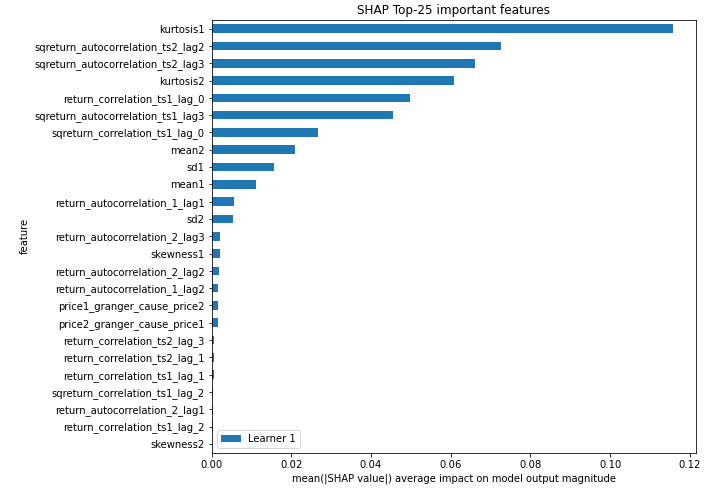 SHAP Top-25 important features
kurtosis1
sqreturn_autocorrelation_ts2_lag2
sqreturn_autocorrelation_ts2_lag3
kurtosis2
return_correlation_ts1_lag_0
sqreturn_autocorrelation_ts1_lag3
sqreturn_correlation_ts1_lag_0
mean2
sd1
mean1
return_autocorrelation_1_lag1
sd2
return_autocorrelation_2_lag3
skewness1
return_autocorrelation_2_lag2
return_autocorrelation_1_lag2
price1_granger_cause_price2
price2_granger_cause_price1
return_correlation_ts2_lag_3
return_correlation_ts2_lag_1
return_correlation_ts1_lag_1
sqreturn_correlation_ts1_lag_2
return_autocorrelation_2_lag1
return_correlation_ts1_lag_2
skewness2
feature
Learner 1
0.00 0.02 0.04 0.06 0.08 0.10 0.12
mean(|SHAP value|) average impact on model output magnitude